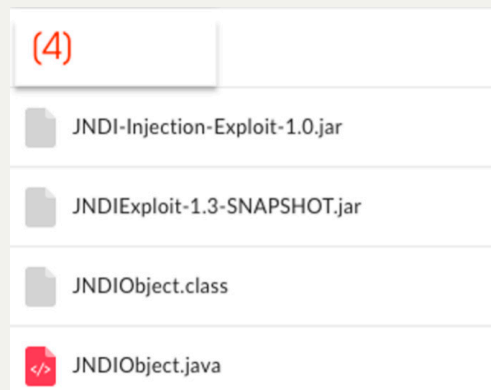 (4)
JNDI-Injection-Exploit-1.0.jar
JNDIExploit-1.3-SNAPSHOT.jar
JNDIObject.class
</> JNDIObject.java